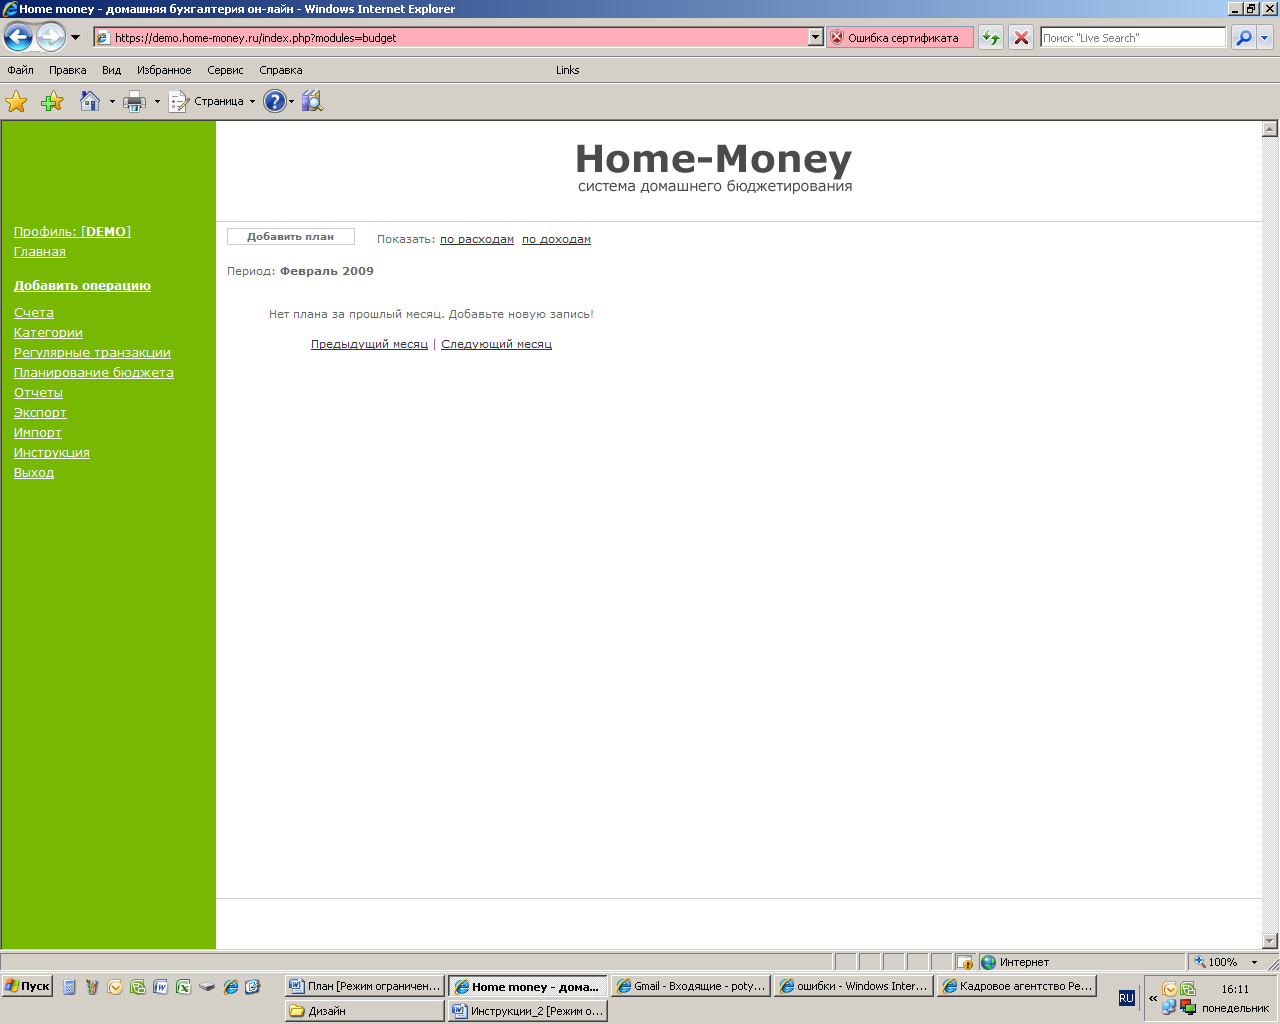 Home money - домашняя бухгалтерия он-лайн - Windows Internet Explorer
https://demo.home-money.ru/index.php?modules=budget
Ошибка сертификата
Поиск "Live Search"
Файл Правка Вид Избранное Сервис Справка Links
Страница
Home-Money
система домашнего бюджетирования
Профиль: [DEMO]
Главная
Добавить операцию
Счета
Категории
Регулярные транзакции
Планирование бюджета
Отчеты
Экспорт
Импорт
Инструкция
Выход
Добавить план Показать: по расходам по доходам
Период: Февраль 2009
Нет плана за прошлый месяц. Добавьте новую запись!
Предыдущий месяц | Следующий месяц
Интернет 100%
Пуск
План [Режим ограничен... Home money - дома... Gmail - Входящие - poty... ошибки - Windows Inter... Кадровое агентство Ре...
Дизайн Инструкции_2 [Режим о...
RU
16:11
понедельник